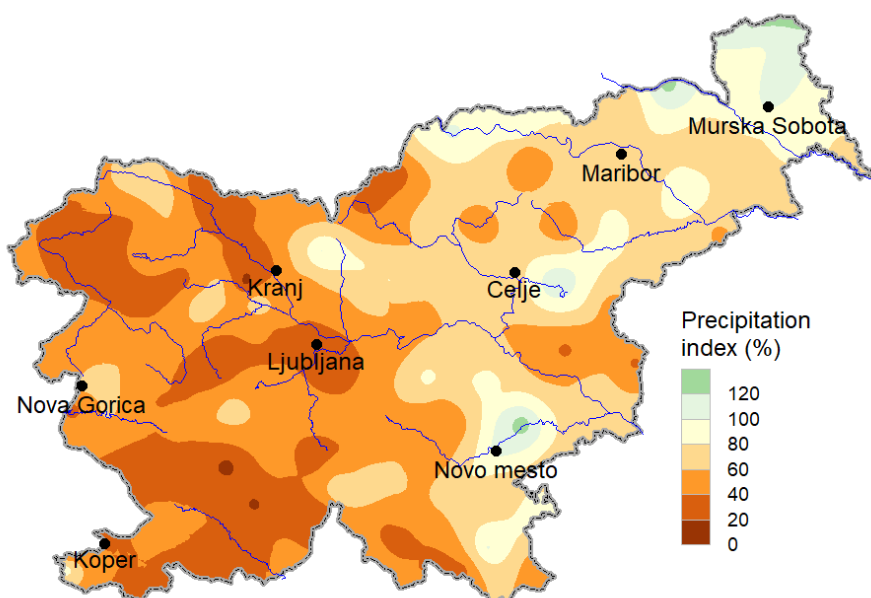 Murska Sobota
Maribor
Kranj
Celje
Ljubljana
Nova Gorica
Novo mesto
Koper
Precipitation
index (%)
120
100
80
60
40
20
0